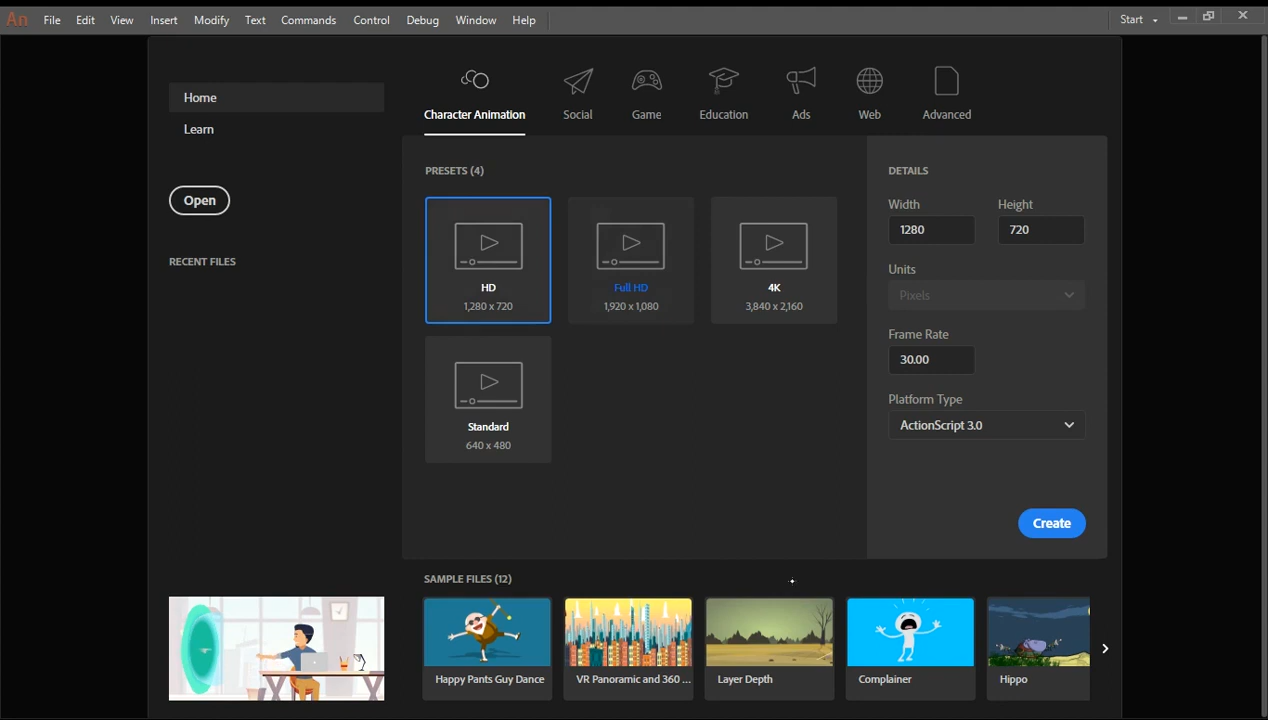 An File Edit View Insert Modify Text Commands Control Debug Window Help Start
Home
Learn
Open
RECENT FILES
Character Animation Social Game Education Ads Web Advanced
PRESETS (4)
HD
1,280 x 720
Full HD
1,920 x 1,080
4K
3,840 x 2,160
Standard
640 x 480
DETAILS
Width Height
1280 720
Units
Pixels
Frame Rate
30.00
Platform Type
ActionScript 3.0
Create
SAMPLE FILES (12)
Happy Pants Guy Dance VR Panoramic and 360 ... Layer Depth Complainer Hippo